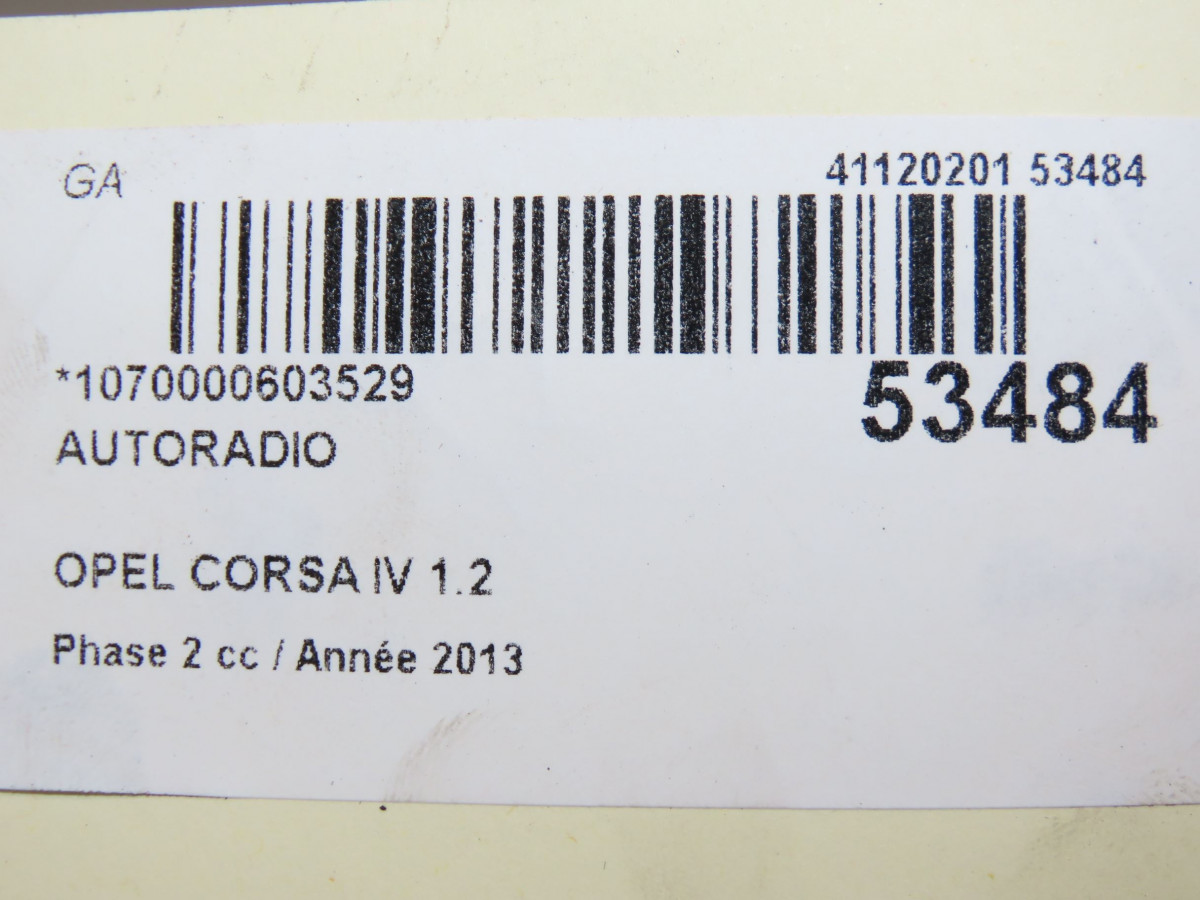 GA
41120201 53484
*1070000603529
53484
AUTORADIO
OPEL CORSA IV 1.2
Phase 2 cc / Année 2013